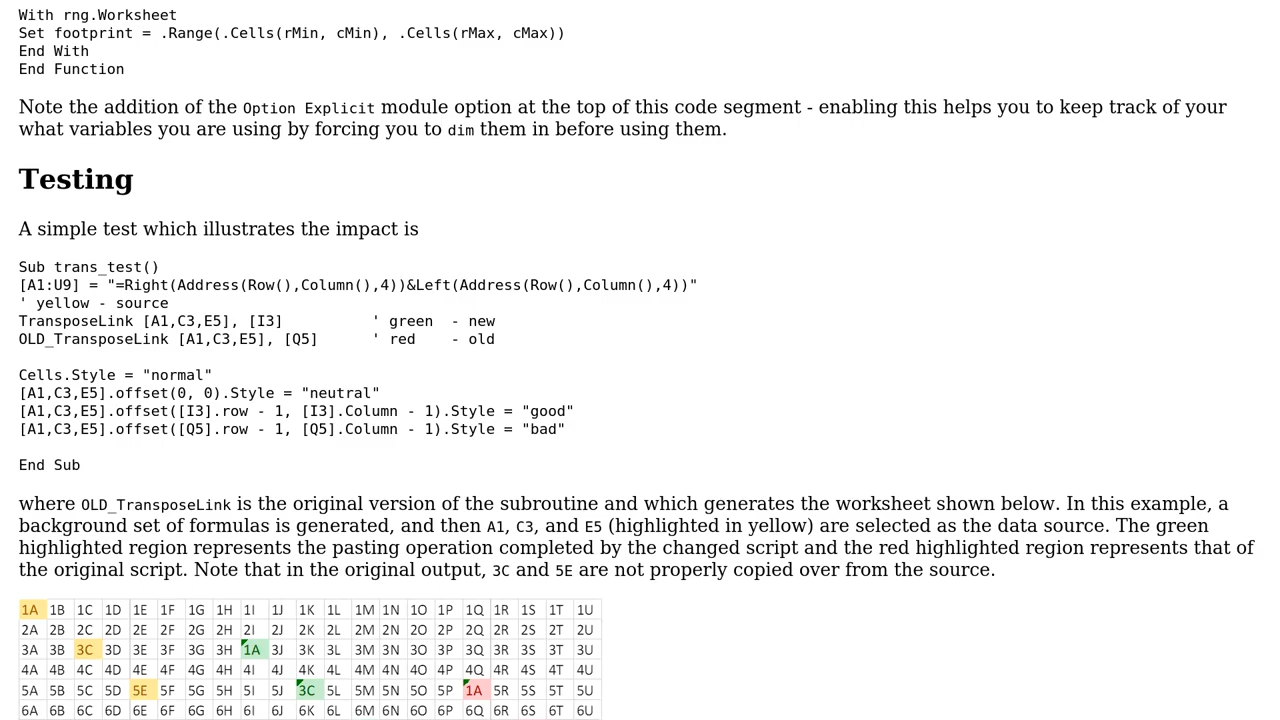 With rng.Worksheet
Set footprint = .Range(.Cells(rMin, cMin), .Cells(rMax, cMax))
End With
End Function
Note the addition of the Option Explicit module option at the top of this code segment - enabling this helps you to keep track of your
what variables you are using by forcing you to dim them in before using them.
Testing
A simple test which illustrates the impact is
Sub trans_test()
[A1:U9] = "=Right(Address(Row(),Column(),4))&Left(Address(Row(),Column(),4))"
' yellow - source
TransposeLink [A1,C3,E5], [I3]          ' green  - new
OLD_TransposeLink [A1,C3,E5], [Q5]      ' red    - old
Cells.Style = "normal"
[A1,C3,E5].offset(0, 0).Style = "neutral"
[A1,C3,E5].offset([I3].row - 1, [I3].Column - 1).Style = "good"
[A1,C3,E5].offset([Q5].row - 1, [Q5].Column - 1).Style = "bad"
End Sub
where OLD_TransposeLink is the original version of the subroutine and which generates the worksheet shown below. In this example, a
background set of formulas is generated, and then A1, C3, and E5 (highlighted in yellow) are selected as the data source. The green
highlighted region represents the pasting operation completed by the changed script and the red highlighted region represents that of
the original script. Note that in the original output, 3C and 5E are not properly copied over from the source.
1A 1B 1C 1D 1E 1F 1G 1H 1I 1J 1K 1L 1M 1N 1O 1P 1Q 1R 1S 1T 1U
2A 2B 2C 2D 2E 2F 2G 2H 2I 2J 2K 2L 2M 2N 2O 2P 2Q 2R 2S 2T 2U
3A 3B 3C 3D 3E 3F 3G 3H 1A 3J 3K 3L 3M 3N 3O 3P 3Q 3R 3S 3T 3U
4A 4B 4C 4D 4E 4F 4G 4H 4I 4J 4K 4L 4M 4N 4O 4P 4Q 4R 4S 4T 4U
5A 5B 5C 5D 5E 5F 5G 5H 5I 5J 3C 5L 5M 5N 5O 5P 1A 5R 5S 5T 5U
6A 6B 6C 6D 6E 6F 6G 6H 6I 6J 6K 6L 6M 6N 6O 6P 6Q 6R 6S 6T 6U